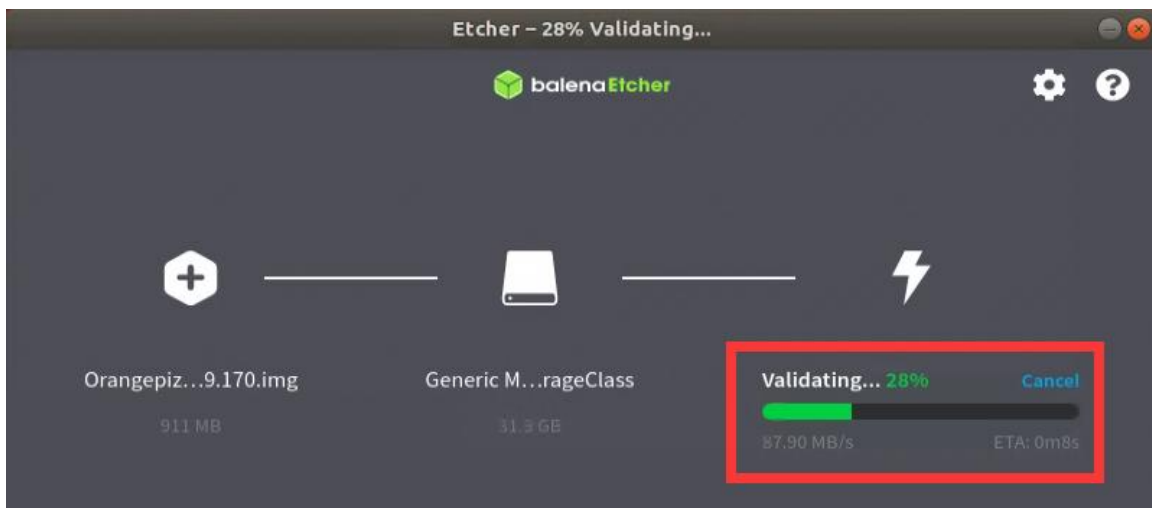 Etcher – 28% Validating...
balenaEtcher
Orangepiz...9.170.img
Generic M...rageClass
Validating... 28%
Cancel
911 MB
31.3 GB
87.90 MB/s
ETA: 0m8s